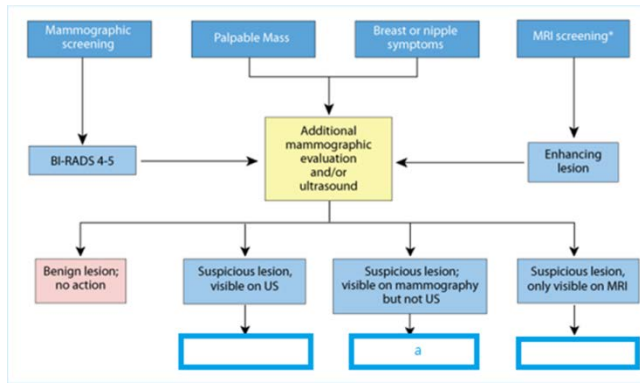 Mammographic
screening
Palpable Mass
Breast or nipple
symptoms
MRI screening*
BI-RADS 4-5
Additional
mammographic
evaluation
and/or
ultrasound
Enhancing
lesion
Benign lesion;
no action
Suspicious lesion,
visible on US
Suspicious lesion;
visible on mammography
but not US
Suspicious lesion,
only visible on MRI
a